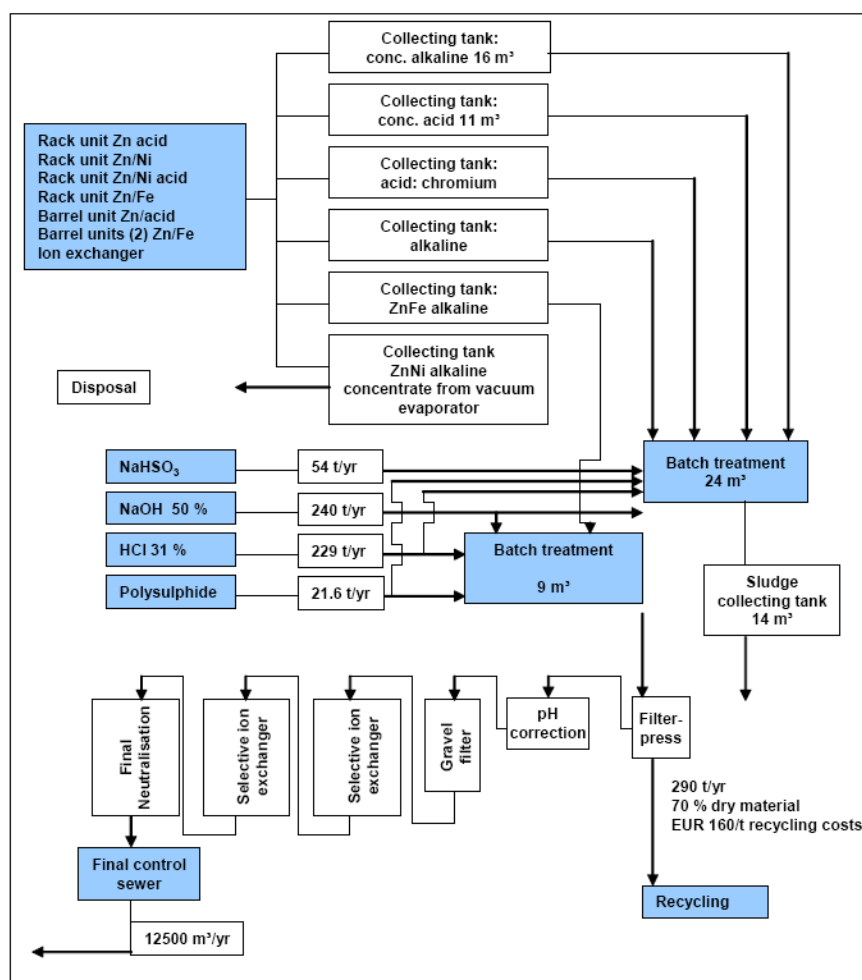 Collecting tank:
conc. alkaline 16 m³
Collecting tank:
conc. acid 11 m³
Rack unit Zn acid
Rack unit Zn/Ni
Rack unit Zn/Ni acid
Rack unit Zn/Fe
Barrel unit Zn/acid
Barrel units (2) Zn/Fe
Ion exchanger
Collecting tank:
acid: chromium
Collecting tank:
alkaline
Collecting tank:
ZnFe alkaline
Collecting tank
ZnNi alkaline
concentrate from vacuum
evaporator
Disposal
NaHSO₃
54 t/yr
NaOH 50 %
240 t/yr
HCl 31 %
229 t/yr
Polysulphide
21.6 t/yr
Batch treatment
24 m³
Batch treatment
9 m³
Sludge
collecting tank
14 m³
Final
Neutralisation
Selective ion
exchanger
Selective ion
exchanger
Gravel
filter
pH
correction
Filter-
press
290 t/yr
70 % dry material
EUR 160/t recycling costs
Final control
sewer
Recycling
12500 m³/yr